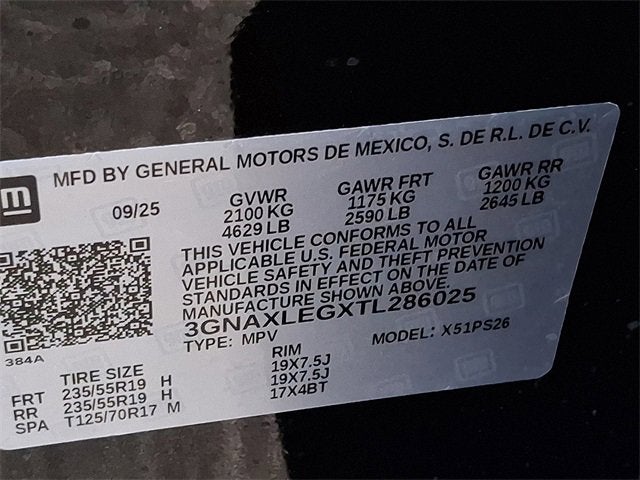 MFD BY GENERAL MOTORS DE MEXICO, S. DE R.L. DE C.V.
09/25 GVWR GAWR FRT GAWR RR
2100 KG 1175 KG 1200 KG
4629 LB 2590 LB 2645 LB
THIS VEHICLE CONFORMS TO ALL
APPLICABLE U.S. FEDERAL MOTOR
VEHICLE SAFETY AND THEFT PREVENTION
STANDARDS IN EFFECT ON THE DATE OF
MANUFACTURE SHOWN ABOVE.
3GNAXLEGXTL286025
TYPE: MPV MODEL: X51PS26
384A
TIRE SIZE RIM
FRT 235/55R19 H 19X7.5J
RR 235/55R19 H 19X7.5J
SPA T125/70R17 M 17X4BT